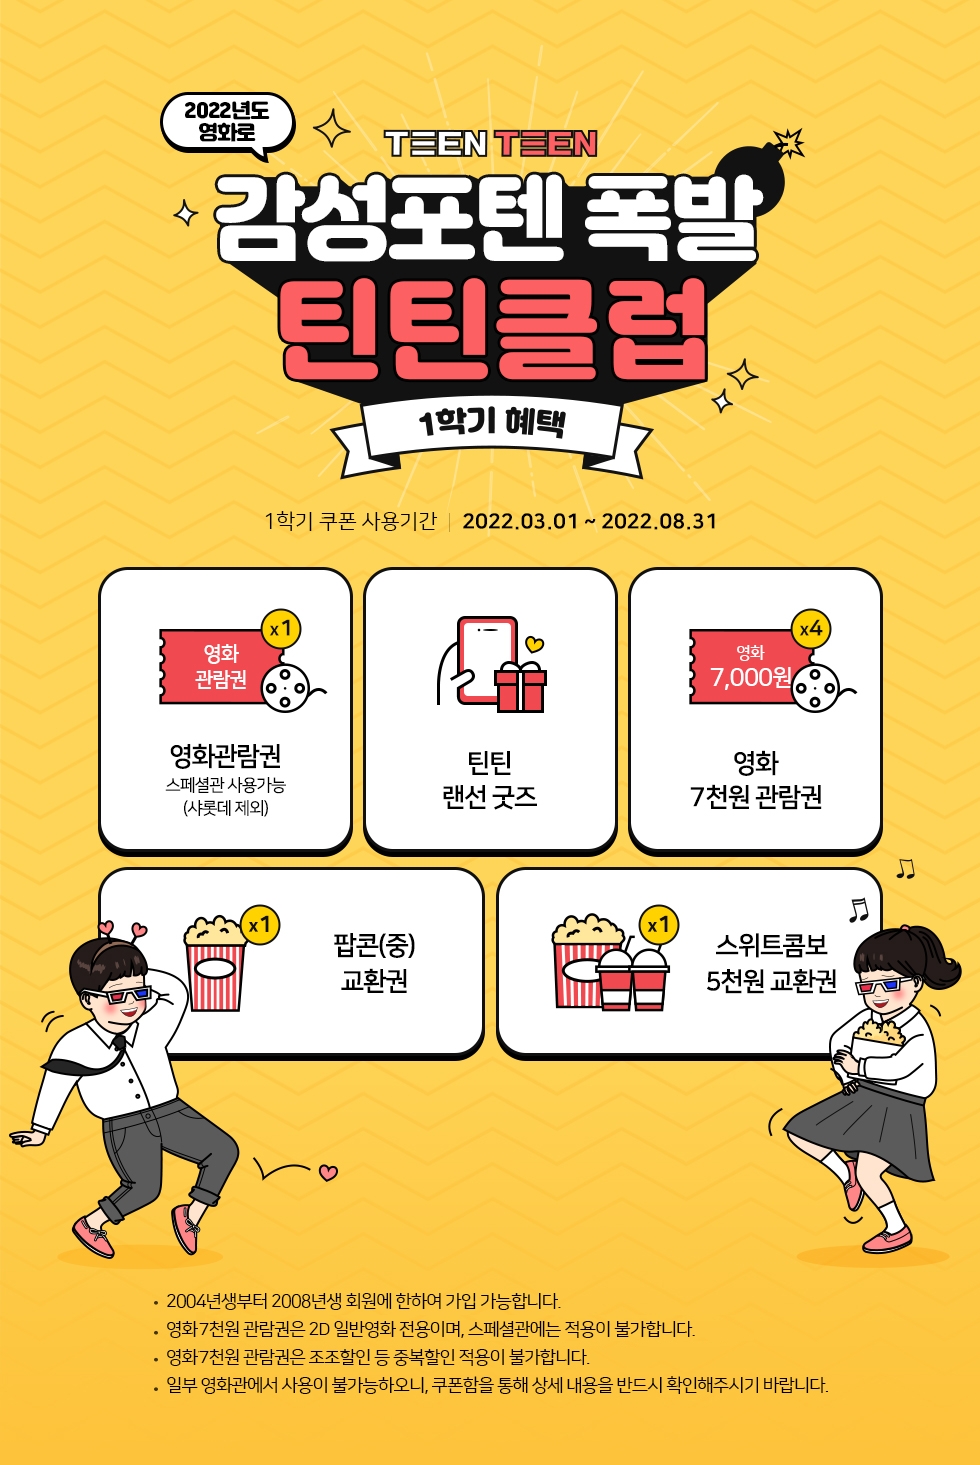 2022년도
영화로
TEEN TEEN
감성포텐 폭발
틴틴클럽
1학기 혜택
1학기 쿠폰 사용기간 | 2022.03.01 ~ 2022.08.31
영화
관람권
x1
영화관람권
스페셜관 사용가능
(샤롯데 제외)
틴틴
랜선 굿즈
영화
7,000원
x4
영화
7천원 관람권
x1
팝콘(중)
교환권
x1
스위트콤보
5천원 교환권
• 2004년생부터 2008년생 회원에 한하여 가입 가능합니다.
• 영화7천원 관람권은 2D 일반영화 전용이며, 스페셜관에는 적용이 불가합니다.
• 영화7천원 관람권은 조조할인 등 중복할인 적용이 불가합니다.
• 일부 영화관에서 사용이 불가능하오니, 쿠폰함을 통해 상세 내용을 반드시 확인해주시기 바랍니다.